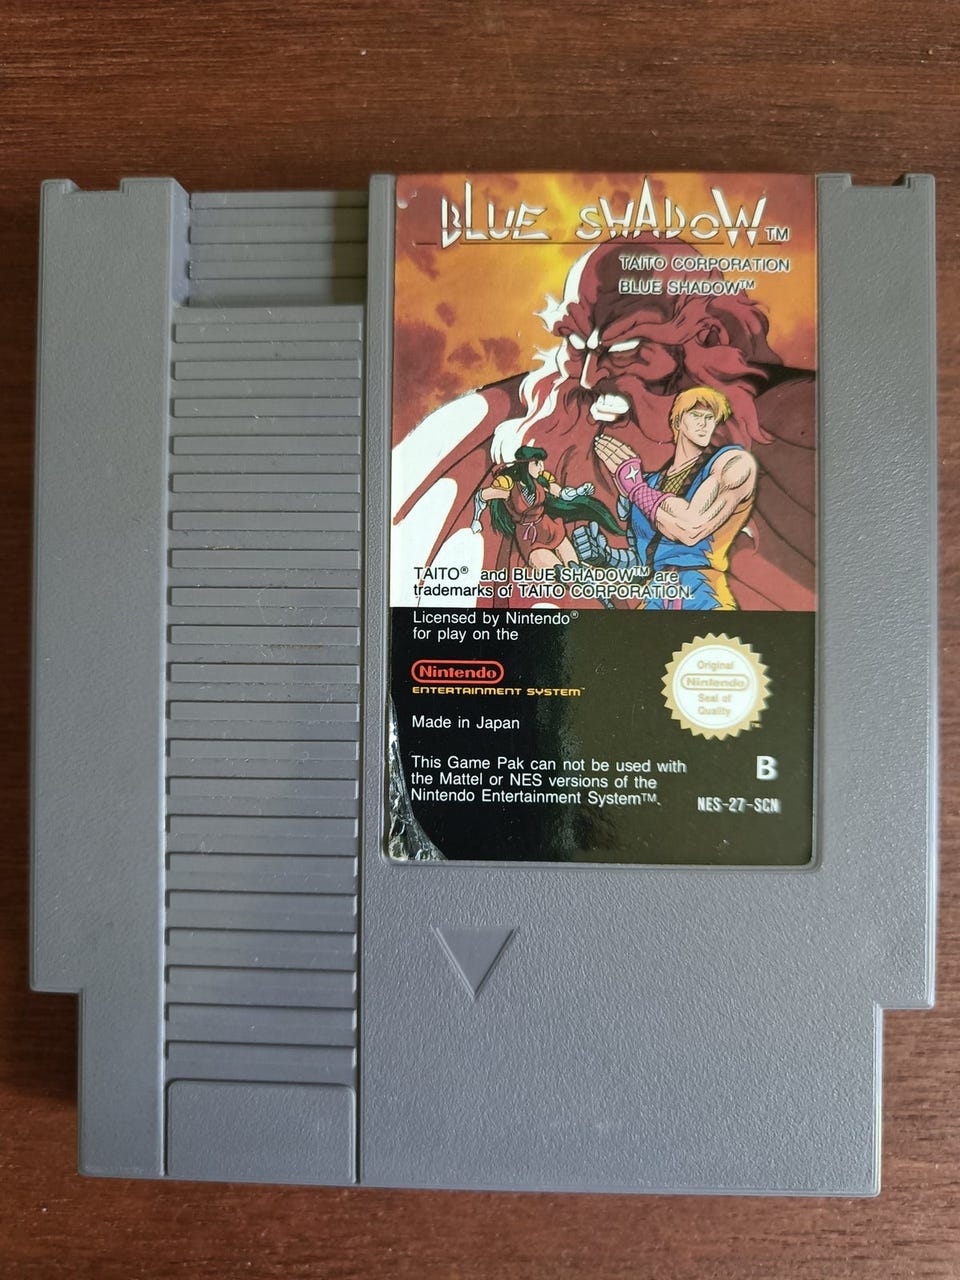 BLUE SHADOW™
TAITO CORPORATION
BLUE SHADOW™
TAITO® and BLUE SHADOW™ are
trademarks of TAITO CORPORATION.
Licensed by Nintendo®
for play on the
Nintendo
ENTERTAINMENT SYSTEM™
Made in Japan
This Game Pak can not be used with
the Mattel or NES versions of the
Nintendo Entertainment System™.
Original
Nintendo
Seal of
Quality
™
B
NES-27-SCN